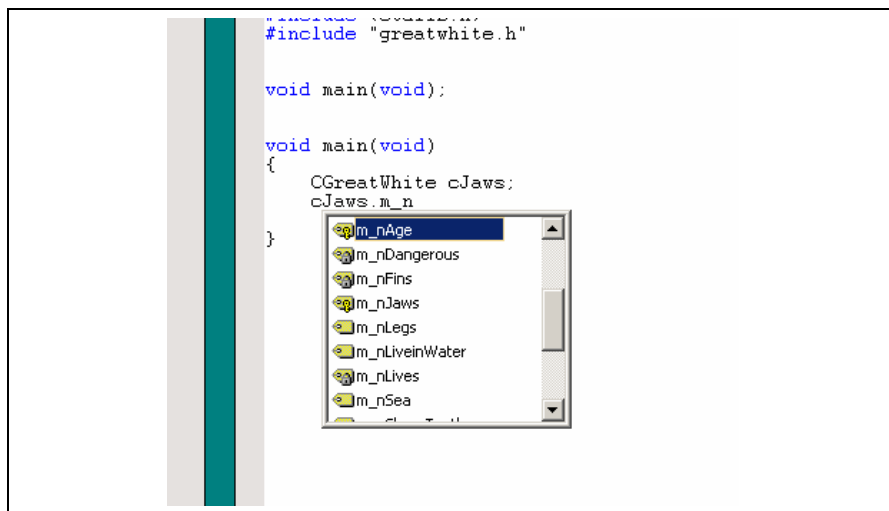 #include "greatwhite.h"
void main(void);
void main(void)
{
CGreatWhite cJaws;
cJaws.m_n
m_nAge
m_nDangerous
m_nFins
m_nJaws
m_nLegs
m_nLiveinWater
m_nLives
m_nSea
}